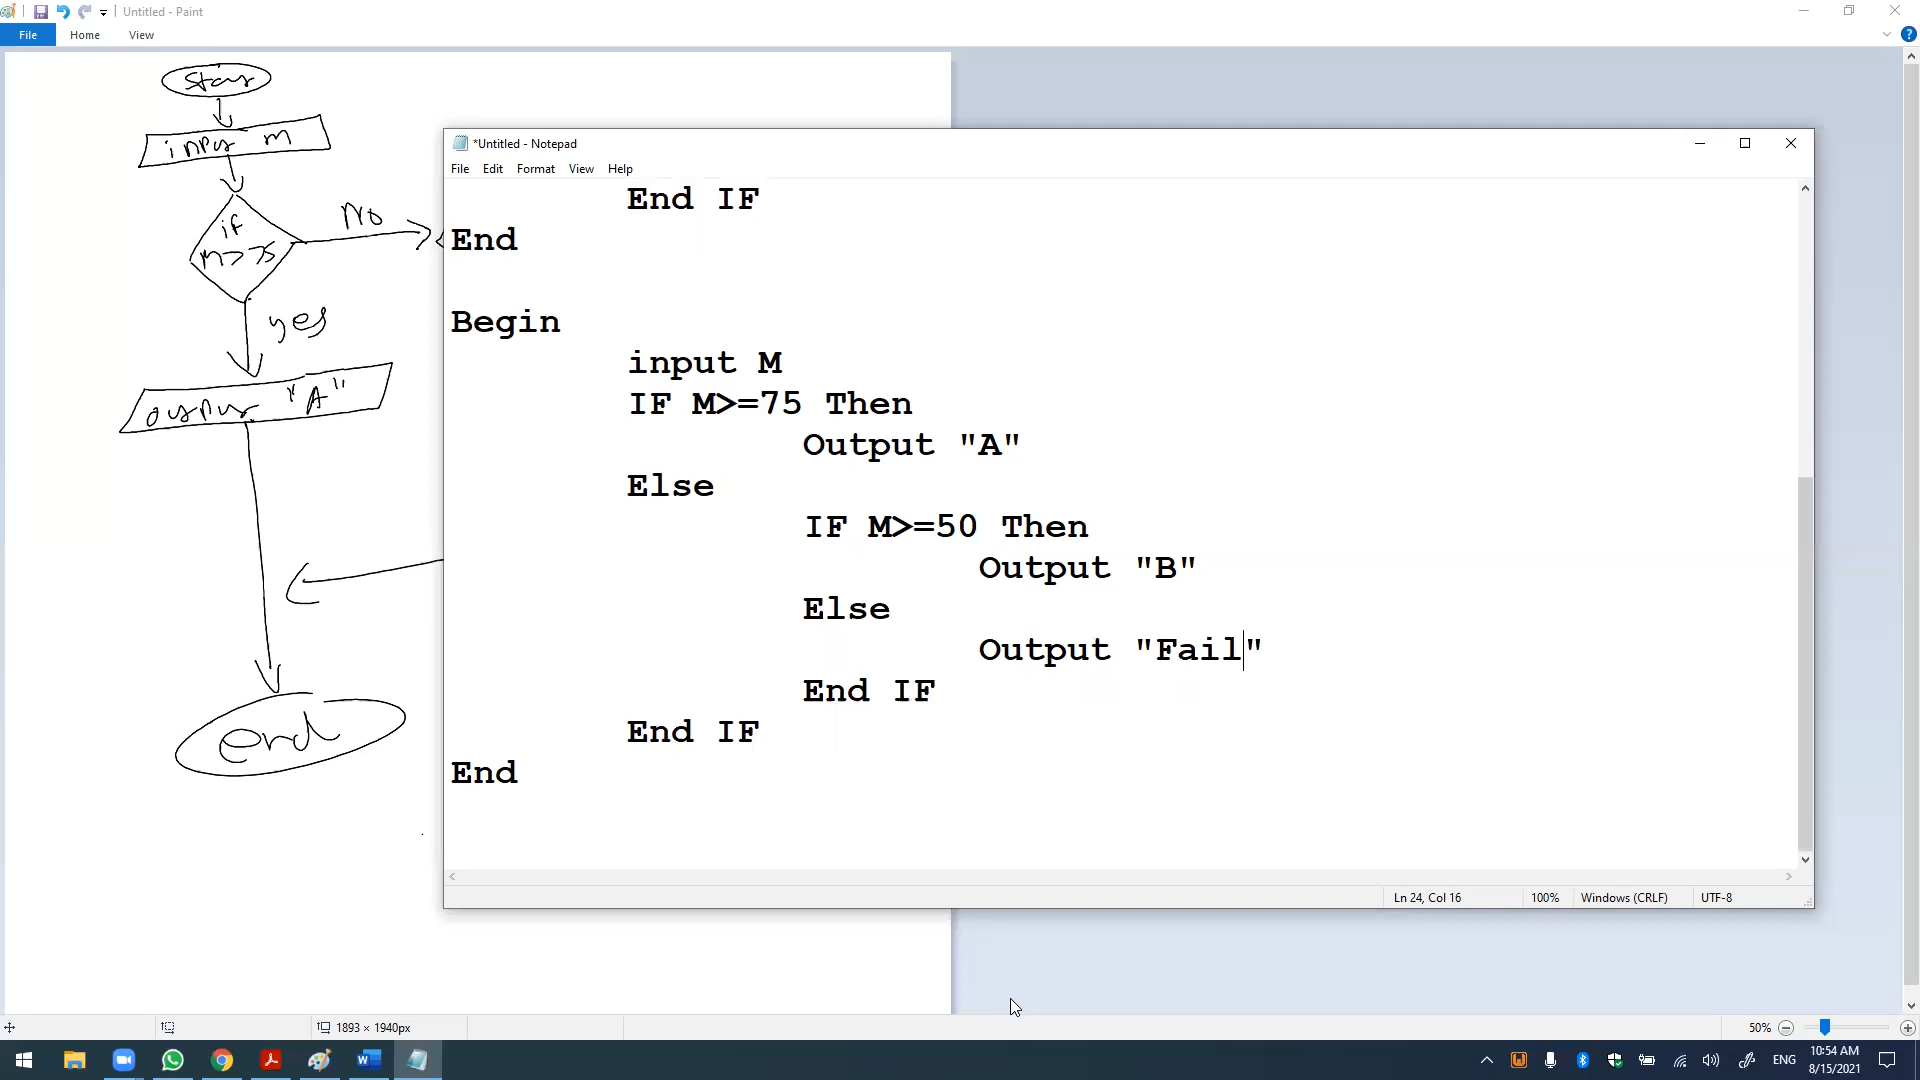 Untitled - Paint
File Home View
Start
input m
if
M>75
No
yes
output "A"
end
*Untitled - Notepad
File Edit Format View Help
End IF
End
Begin
input M
IF M>=75 Then
Output "A"
Else
IF M>=50 Then
Output "B"
Else
Output "Fail"
End IF
End IF
End
Ln 24, Col 16 100% Windows (CRLF) UTF-8
1893 × 1940px 50%
ENG 10:54 AM
8/15/2021